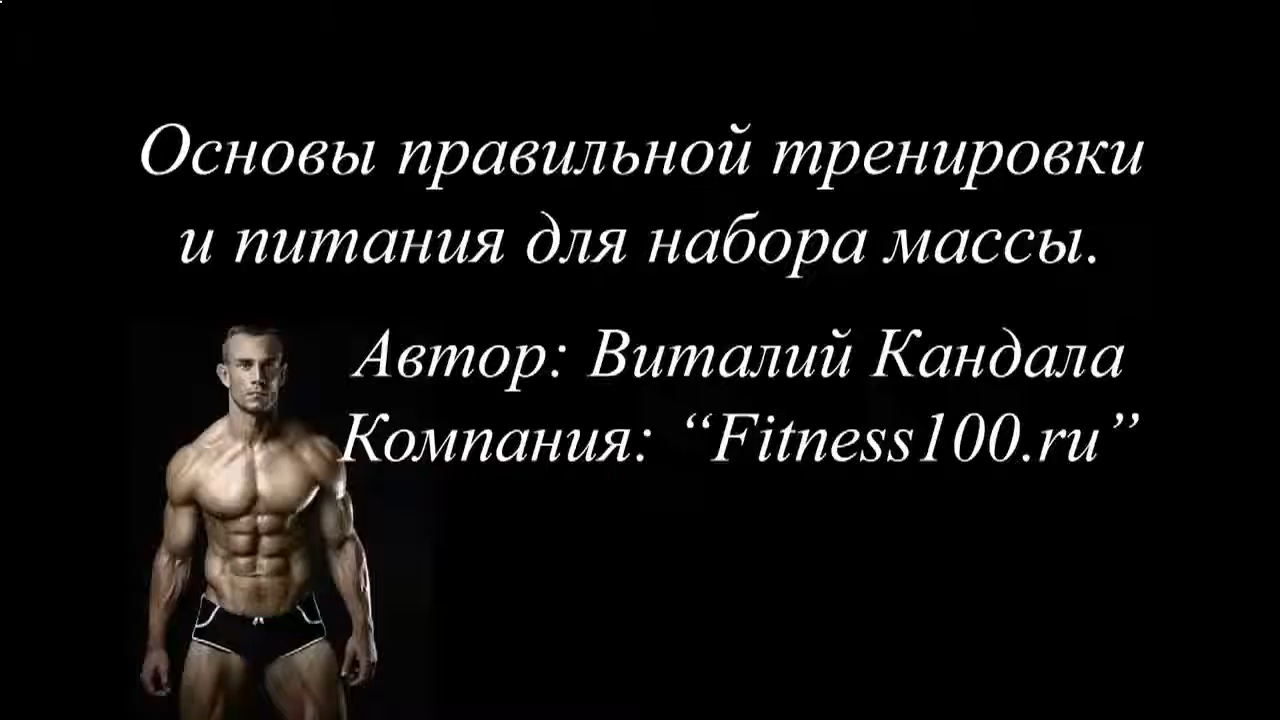 Основы правильной тренировки
и питания для набора массы.
Автор: Виталий Кандала
Компания: “Fitness100.ru”